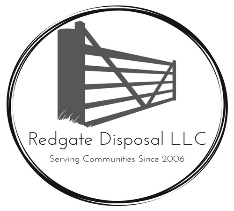 Redgate Disposal LLC
Serving Communities Since 2006